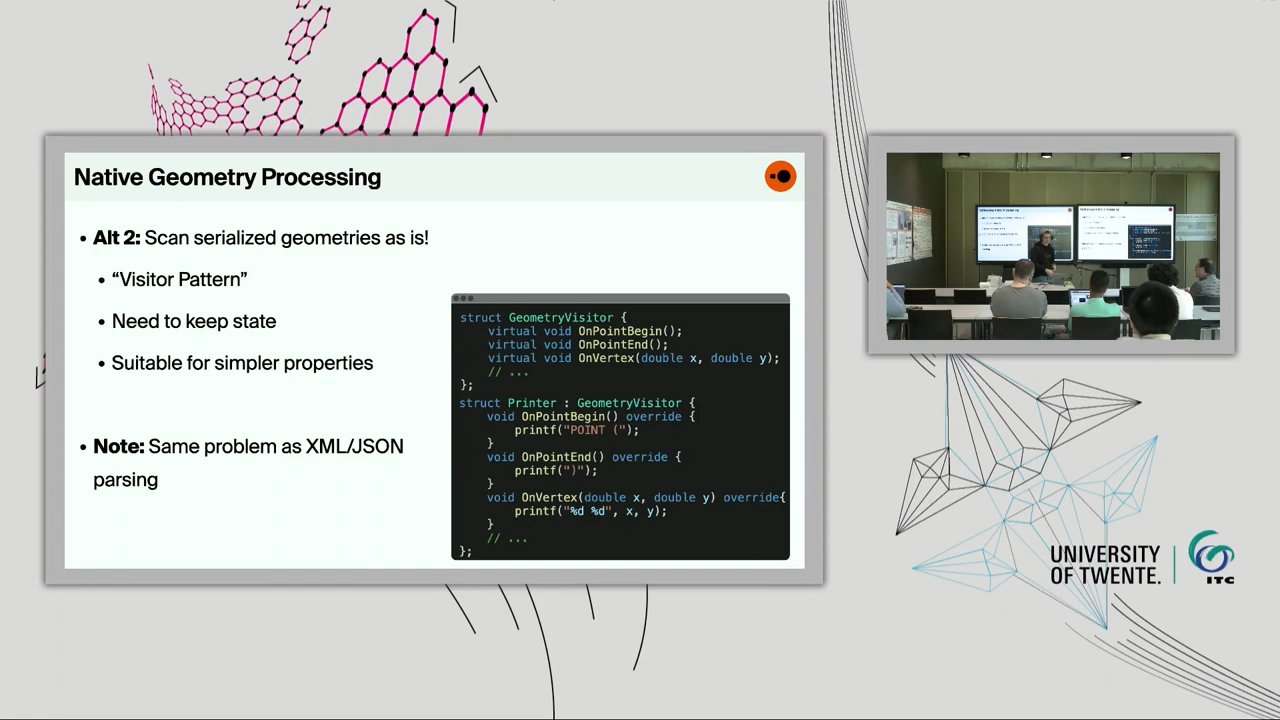 Native Geometry Processing
• Alt 2: Scan serialized geometries as is!
• “Visitor Pattern”
• Need to keep state
• Suitable for simpler properties
• Note: Same problem as XML/JSON
parsing
struct GeometryVisitor {
virtual void OnPointBegin();
virtual void OnPointEnd();
virtual void OnVertex(double x, double y);
// ...
};
struct Printer : GeometryVisitor {
void OnPointBegin() override {
printf("POINT (");
}
void OnPointEnd() override {
printf(")");
}
void OnVertex(double x, double y) override{
printf("%d %d", x, y);
}
// ...
};
UNIVERSITY
OF TWENTE.
ITC